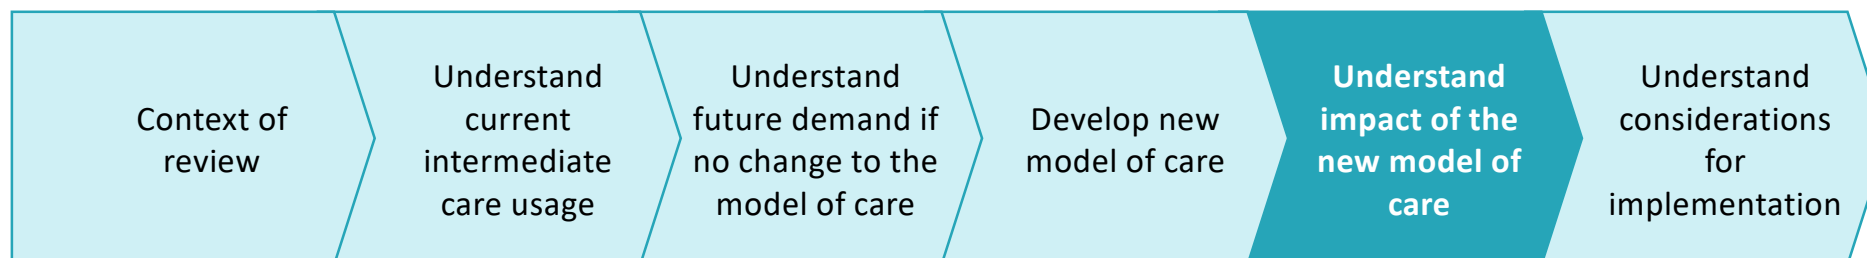 Context of
review
Understand
current
intermediate
care usage
Understand
future demand if
no change to the
model of care
Develop new
model of care
Understand
impact of the
new model of
care
Understand
considerations
for
implementation